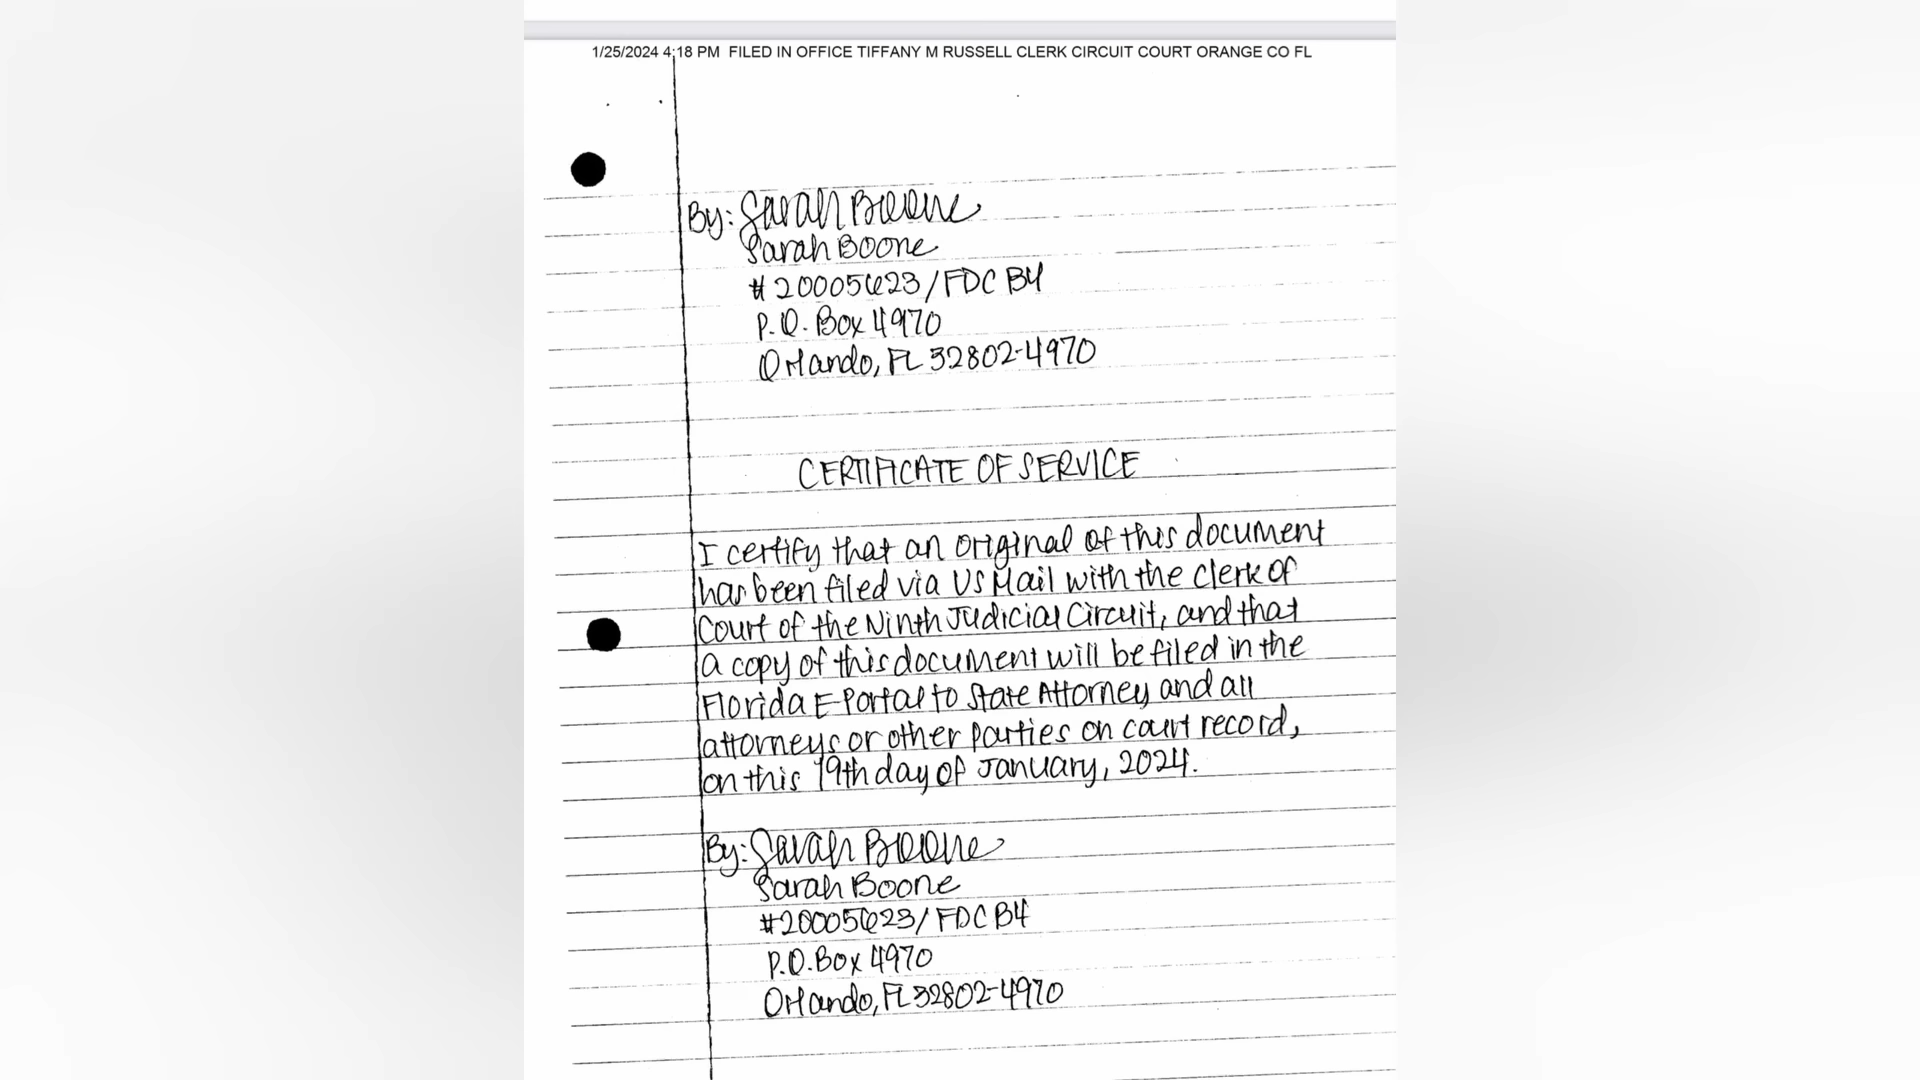 1/25/2024 4:18 PM FILED IN OFFICE TIFFANY M RUSSELL CLERK CIRCUIT COURT ORANGE CO FL
By: Sarah Boone
Sarah Boone
#20005623/FDC B4
P.O. Box 4970
Orlando, FL 32802-4970
CERTIFICATE OF SERVICE
I certify that an original of this document
has been filed via US Mail with the Clerk of
Court of the Ninth Judicial Circuit, and that
a copy of this document will be filed in the
Florida E-Portal to State Attorney and all
attorneys or other parties on court record,
on this 19th day of January, 2024.
By: Sarah Boone
Sarah Boone
#20005623/FDC B4
P.O. Box 4970
Orlando, FL 32802-4970